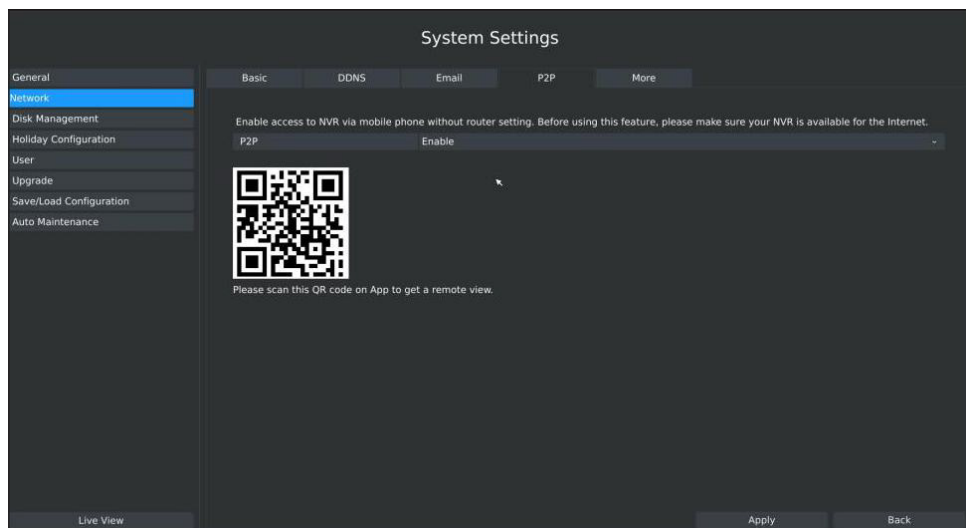 System Settings
General
Network
Disk Management
Holiday Configuration
User
Upgrade
Save/Load Configuration
Auto Maintenance
Live View
Basic DDNS Email P2P More
Enable access to NVR via mobile phone without router setting. Before using this feature, please make sure your NVR is available for the Internet.
P2P Enable
Please scan this QR code on App to get a remote view.
Apply Back